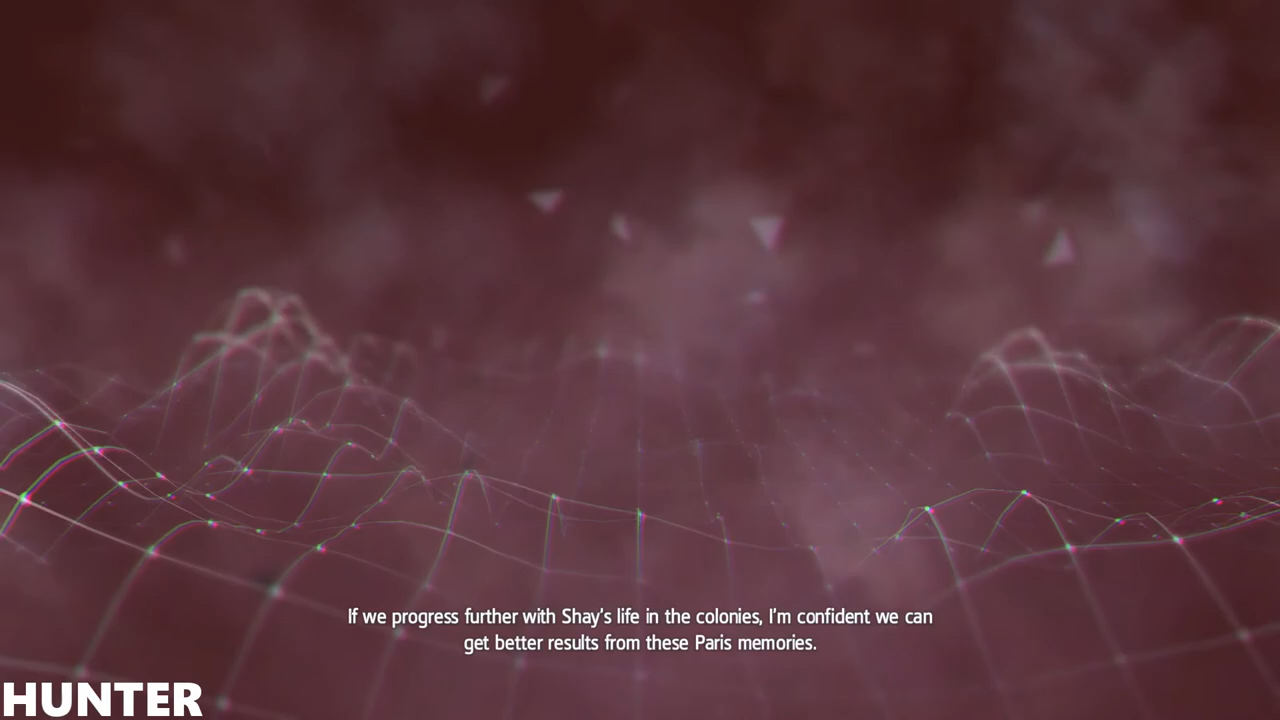 If we progress further with Shay's life in the colonies, I'm confident we can
get better results from these Paris memories.
HUNTER